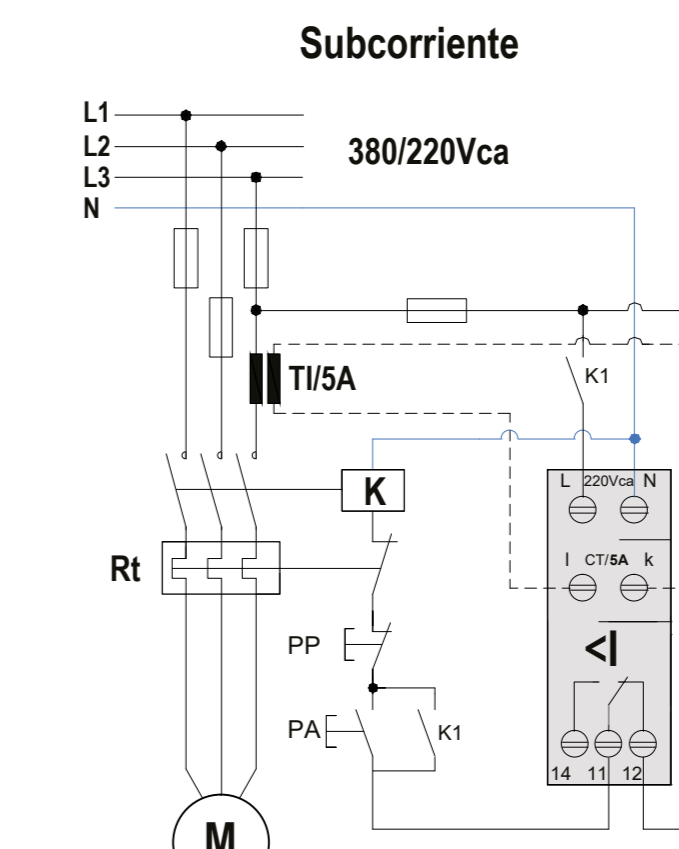 Subcorriente
L1
L2
380/220Vca
L3
N
K1
TI/5A
L 220Vca N
K
l CT/5A k
Rt
<I
PP
PA
K1
14 11 12
M